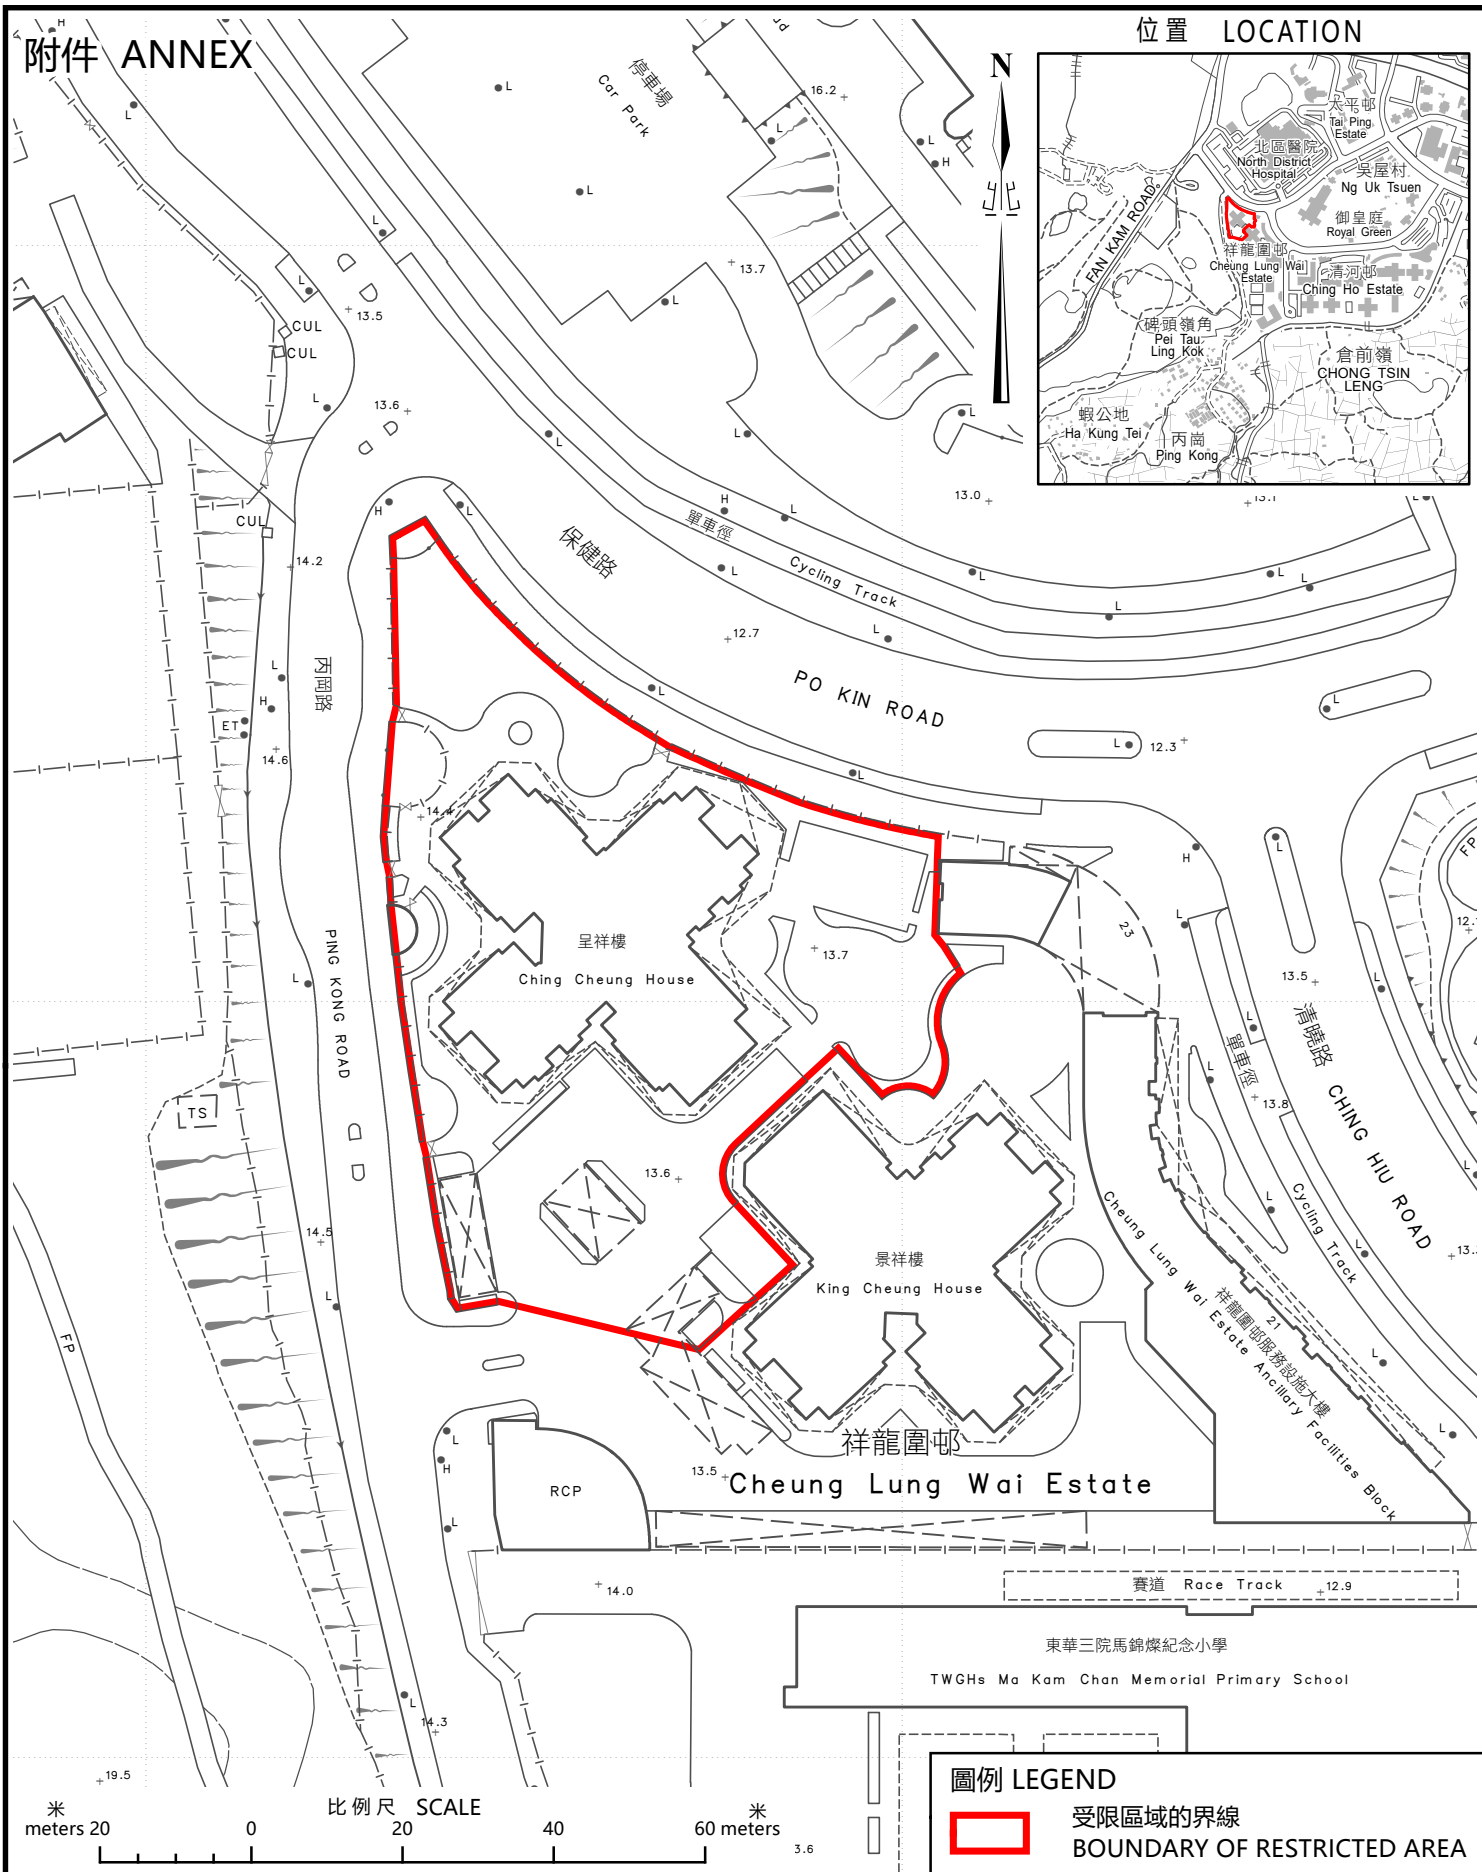 附件 ANNEX
位置 LOCATION
N
太平邨
Tai Ping
Estate
北區醫院
North District
Hospital
吳屋村
Ng Uk Tsuen
御皇庭
Royal Green
FAN KAM ROAD
祥龍圍邨
Cheung Lung Wai
Estate
清河邨
Ching Ho Estate
碑頭嶺角
Pei Tau
Ling Kok
倉前嶺
CHONG TSIN
LENG
蝦公地
Ha Kung Tei
丙崗
Ping Kong
停車場
Car Park
16.2
13.7
13.5
CUL
CUL
13.6
CUL
14.2
13.0
13.1
單車徑
Cycling Track
保健路
12.7
PO KIN ROAD
12.3
丙岡路
ET
14.6
14.4
呈祥樓
Ching Cheung House
13.7
23
13.5
FP
PING KONG ROAD
TS
清曉路
CHING HIU ROAD
單車徑
13.8
Cycling Track
13.6
14.5
景祥樓
King Cheung House
21
祥龍圍邨服務設施大樓
Cheung Lung Wai Estate Ancillary Facilities Block
FP
RCP
祥龍圍邨
13.5
Cheung Lung Wai Estate
14.0
賽道 Race Track
12.9
東華三院馬錦燦紀念小學
TWGHs Ma Kam Chan Memorial Primary School
14.3
19.5
3.6
比例尺 SCALE
米
meters 20 0 20 40 60 meters
米
圖例 LEGEND
受限區域的界線
BOUNDARY OF RESTRICTED AREA